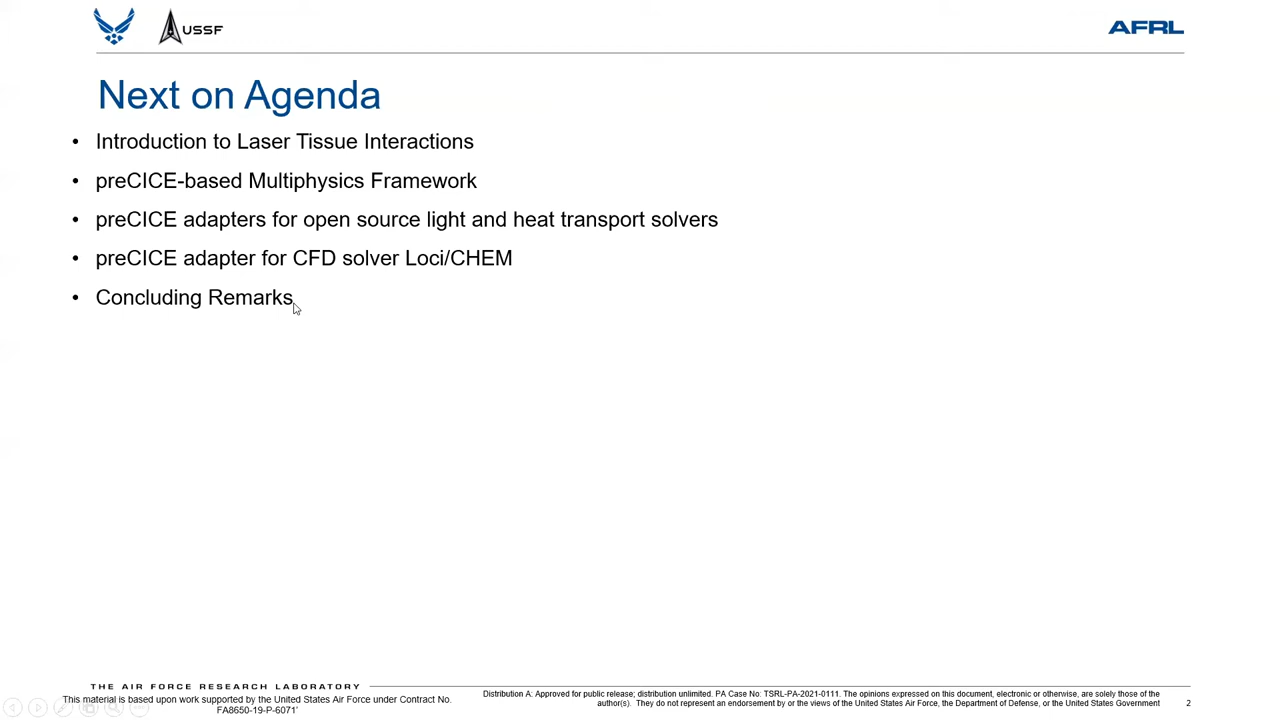 USSF
AFRL
Next on Agenda
• Introduction to Laser Tissue Interactions
• preCICE-based Multiphysics Framework
• preCICE adapters for open source light and heat transport solvers
• preCICE adapter for CFD solver Loci/CHEM
• Concluding Remarks
THE AIR FORCE RESEARCH LABORATORY
This material is based upon work supported by the United States Air Force under Contract No.
FA8650-19-P-6071'
Distribution A: Approved for public release; distribution unlimited. PA Case No: TSRL-PA-2021-0111. The opinions expressed on this document, electronic or otherwise, are solely those of the
author(s). They do not represent an endorsement by or the views of the United States Air Force, the Department of Defense, or the United States Government
2